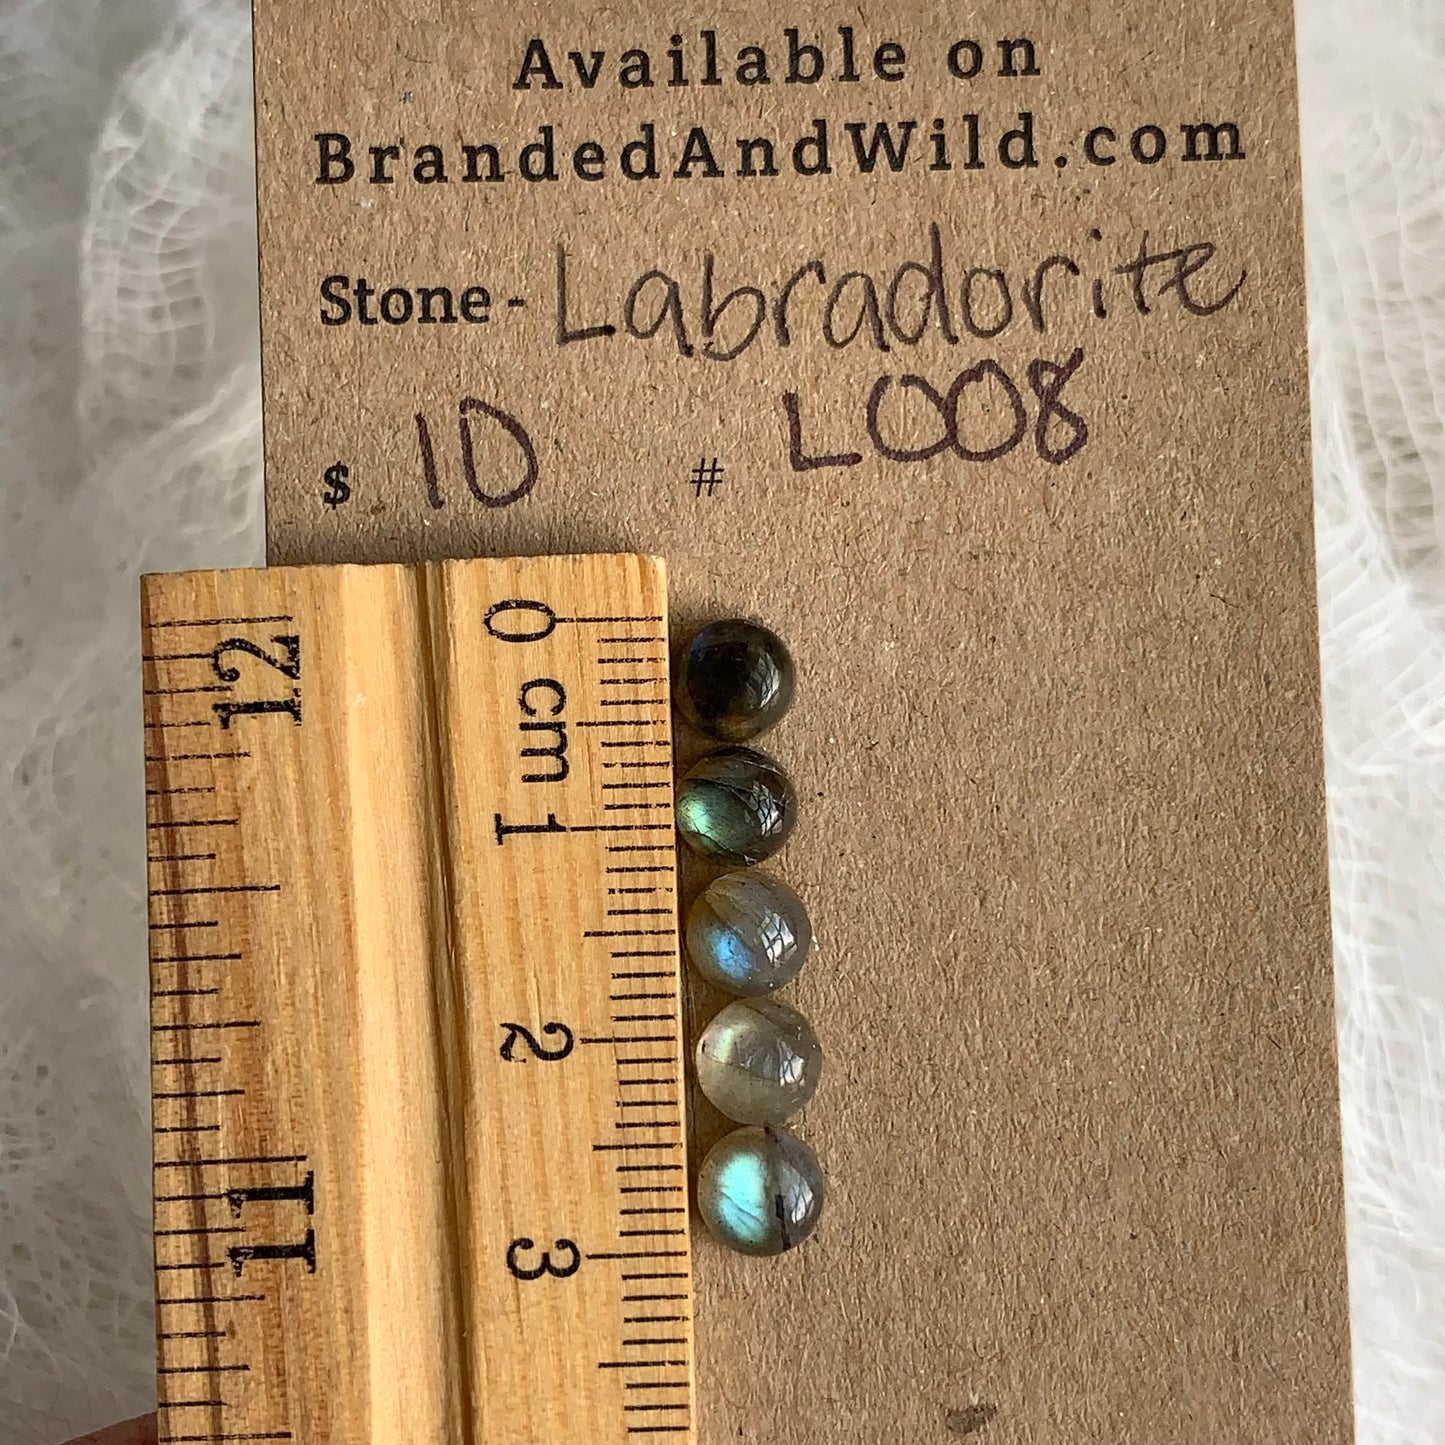 Available on
BrandedAndWild.com
Stone - Labradorite
$ 10 # L008
0 cm 1 2 3
12 11